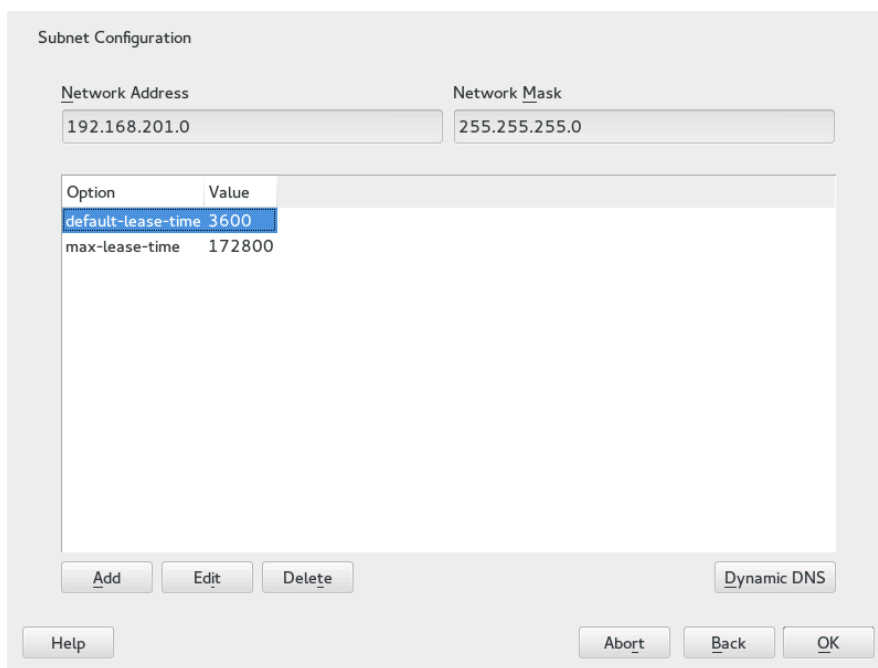 Subnet Configuration
Network Address Network Mask
192.168.201.0 255.255.255.0
Option Value
default-lease-time 3600
max-lease-time 172800
Add Edit Delete Dynamic DNS
Help Abort Back OK